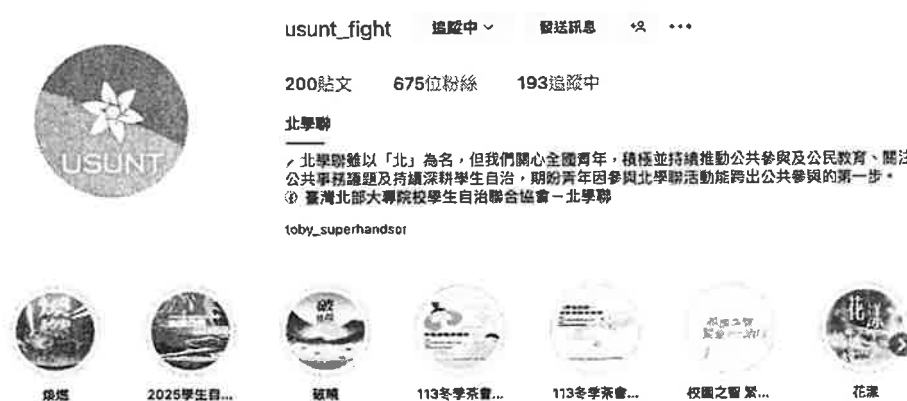 usunt_fight 追蹤中 發送訊息
200貼文 675位粉絲 193追蹤中
北學聯
北學聯雖以「北」為名，但我們關心全國青年，積極並持續推動公共參與及公民教育、關注
公共事務議題及持續深耕學生自治，期盼青年因參與北學聯活動能跨出公共參與的第一步。
臺灣北部大專院校學生自治聯合協會－北學聯
toby_superhandsor
USUNT
破曉
花漾
校園之智
2025學生自... 破曉 113冬季茶會... 113冬季茶會... 校園之智 繁... 花漾